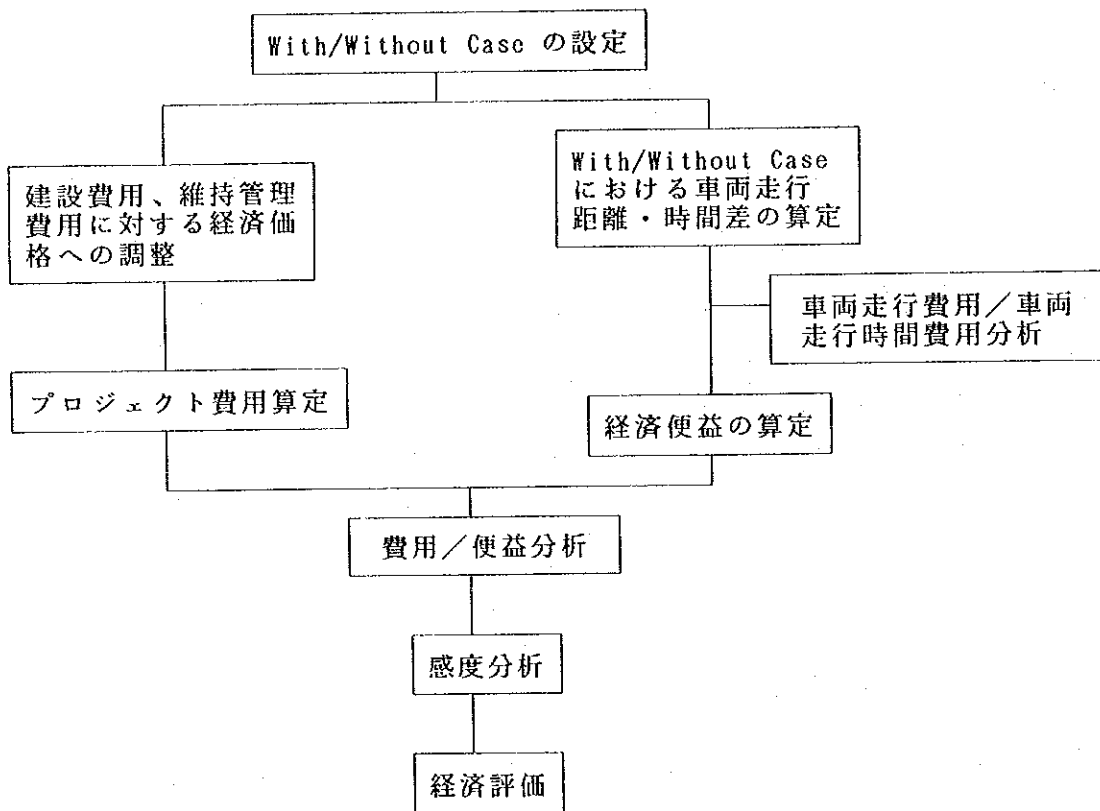 With/Without Case の設定
建設費用、維持管理
費用に対する経済価
格への調整
With/Without Case
における車両走行
距離・時間差の算定
車両走行費用／車両
走行時間費用分析
プロジェクト費用算定
経済便益の算定
費用／便益分析
感度分析
経済評価